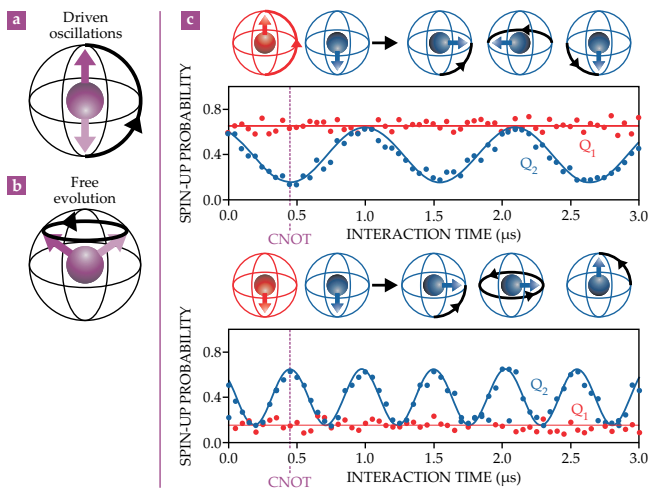 a
Driven
oscillations
b
Free
evolution
c
SPIN-UP PROBABILITY
0.8
0.4
0.0
Q1
Q2
0.0 0.5 1.0 1.5 2.0 2.5 3.0
CNOT
INTERACTION TIME (μs)
SPIN-UP PROBABILITY
0.8
0.4
0.0
Q2
Q1
0.0 0.5 1.0 1.5 2.0 2.5 3.0
CNOT
INTERACTION TIME (μs)